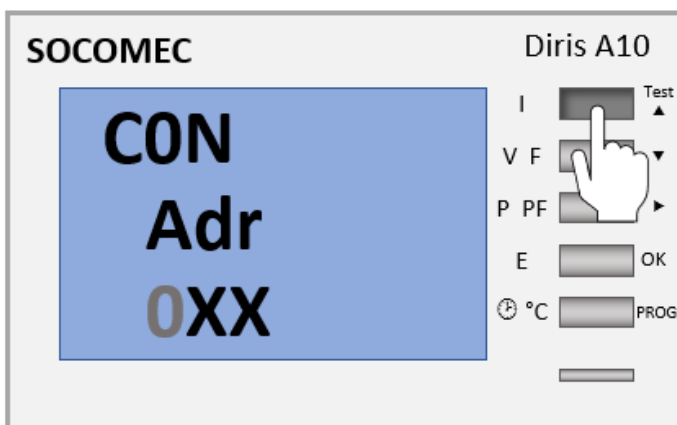 SOCOMEC
Diris A10
C0N
Adr
0XX
I
Test
V F
P PF
E
OK
°C
PROG